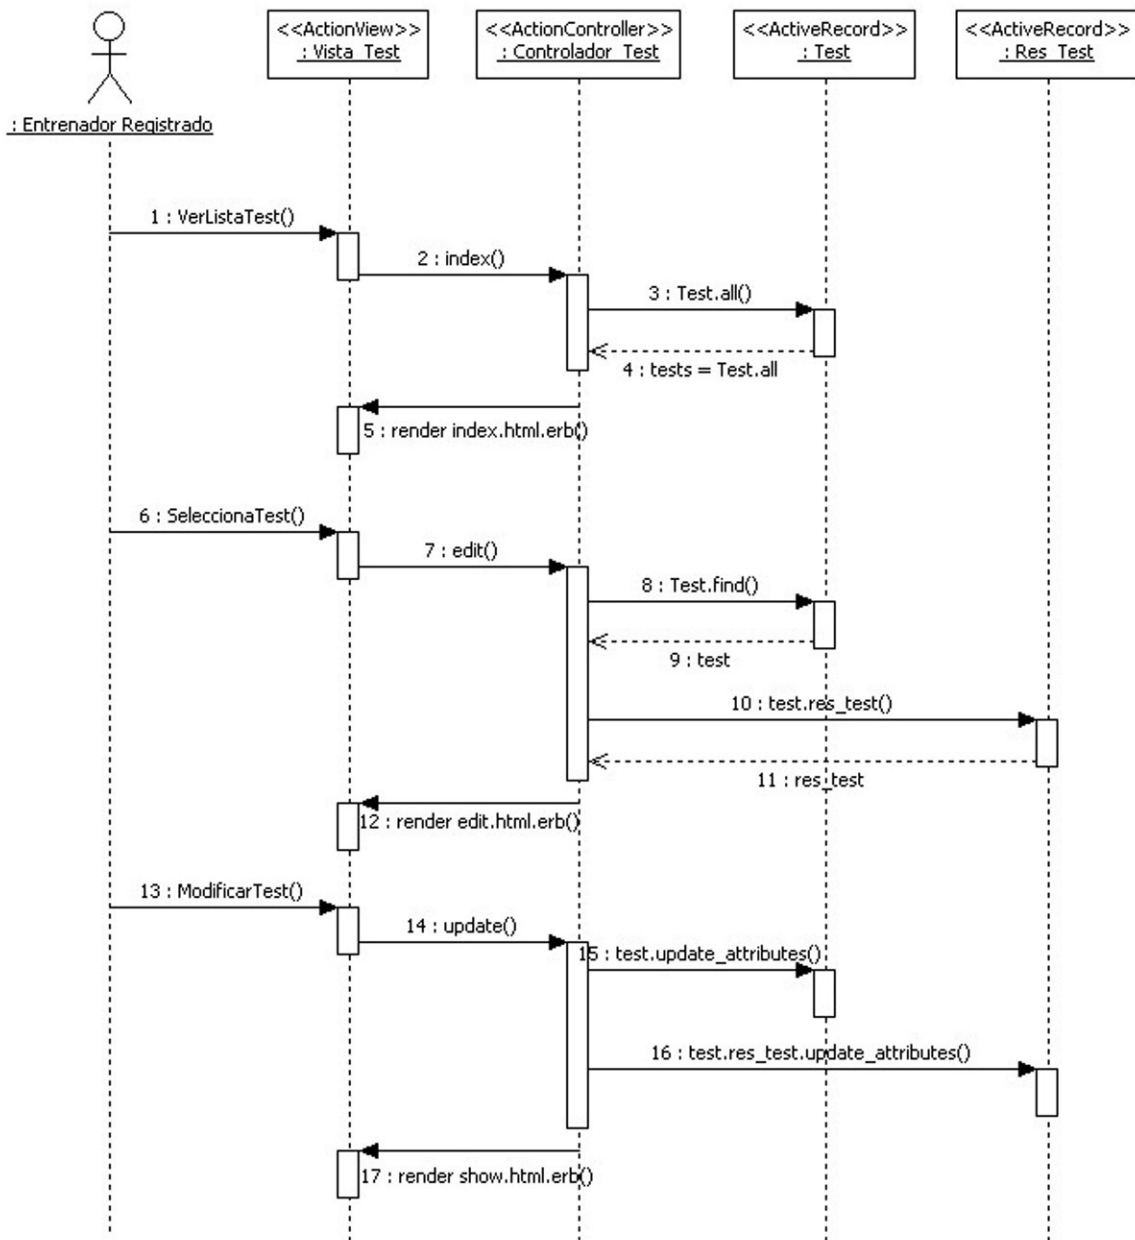 <<ActionView>>
: Vista_Test
<<ActionController>>
: Controlador_Test
<<ActiveRecord>>
: Test
<<ActiveRecord>>
: Res_Test
: Entrenador Registrado
1 : VerListaTest()
2 : index()
3 : Test.all()
4 : tests = Test.all
5 : render index.html.erb()
6 : SeleccionaTest()
7 : edit()
8 : Test.find()
9 : test
10 : test.res_test()
11 : res_test
12 : render edit.html.erb()
13 : ModificarTest()
14 : update()
15 : test.update_attributes()
16 : test.res_test.update_attributes()
17 : render show.html.erb()